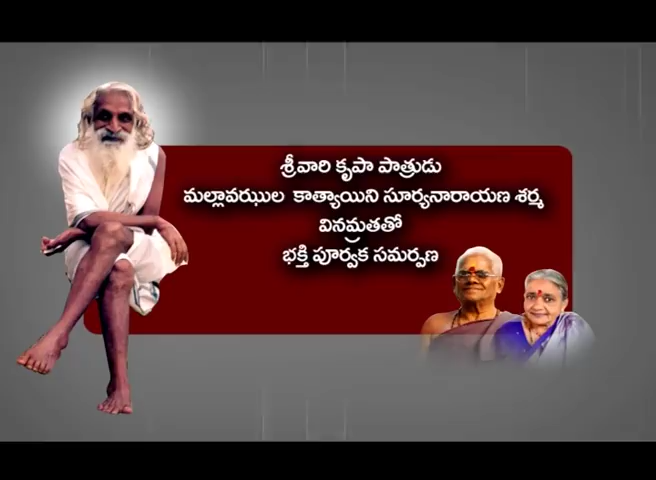 శ్రీవారి కృపా పాత్రుడు
మల్లావఝుల కాత్యాయిని సూర్యనారాయణ శర్మ
వినమ్రతతో
భక్తి పూర్వక సమర్పణ